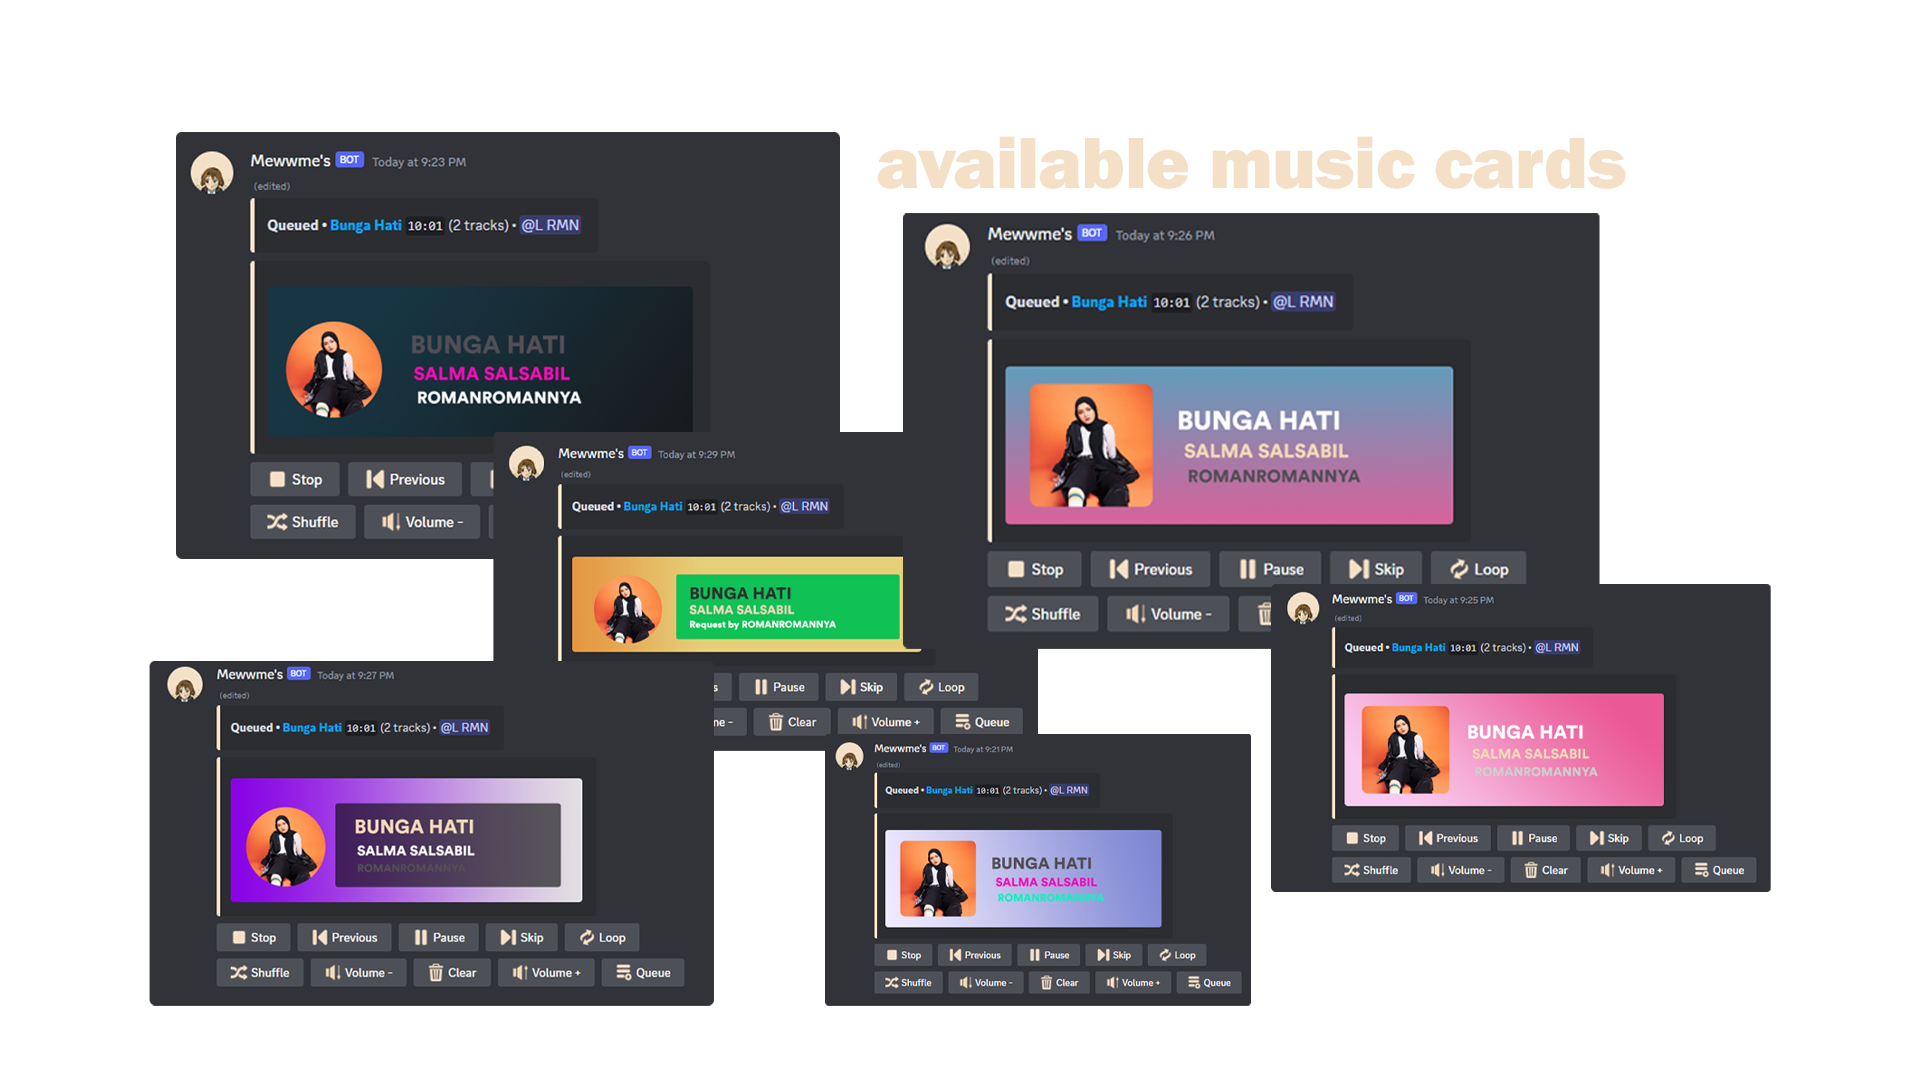 available music cards
Mewwme's BOT Today at 9:23 PM
(edited)
Queued • Bunga Hati 10:01 (2 tracks) • @L RMN
BUNGA HATI
SALMA SALSABIL
ROMANROMANNYA
Stop Previous
Shuffle Volume -
Mewwme's BOT Today at 9:26 PM
(edited)
Queued • Bunga Hati 10:01 (2 tracks) • @L RMN
BUNGA HATI
SALMA SALSABIL
ROMANROMANNYA
Stop Previous Pause Skip Loop
Shuffle Volume -
Mewwme's BOT Today at 9:29 PM
(edited)
Queued • Bunga Hati 10:01 (2 tracks) • @L RMN
BUNGA HATI
SALMA SALSABIL
Request by ROMANROMANNYA
s Pause Skip Loop
me - Clear Volume + Queue
Mewwme's BOT Today at 9:25 PM
(edited)
Queued • Bunga Hati 10:01 (2 tracks) • @L RMN
BUNGA HATI
SALMA SALSABIL
ROMANROMANNYA
Stop Previous Pause Skip Loop
Shuffle Volume - Clear Volume + Queue
Mewwme's BOT Today at 9:27 PM
(edited)
Queued • Bunga Hati 10:01 (2 tracks) • @L RMN
BUNGA HATI
SALMA SALSABIL
ROMANROMANNYA
Stop Previous Pause Skip Loop
Shuffle Volume - Clear Volume + Queue
Mewwme's BOT Today at 9:21 PM
(edited)
Queued • Bunga Hati 10:01 (2 tracks) • @L RMN
BUNGA HATI
SALMA SALSABIL
ROMANROMANNYA
Stop Previous Pause Skip Loop
Shuffle Volume - Clear Volume + Queue